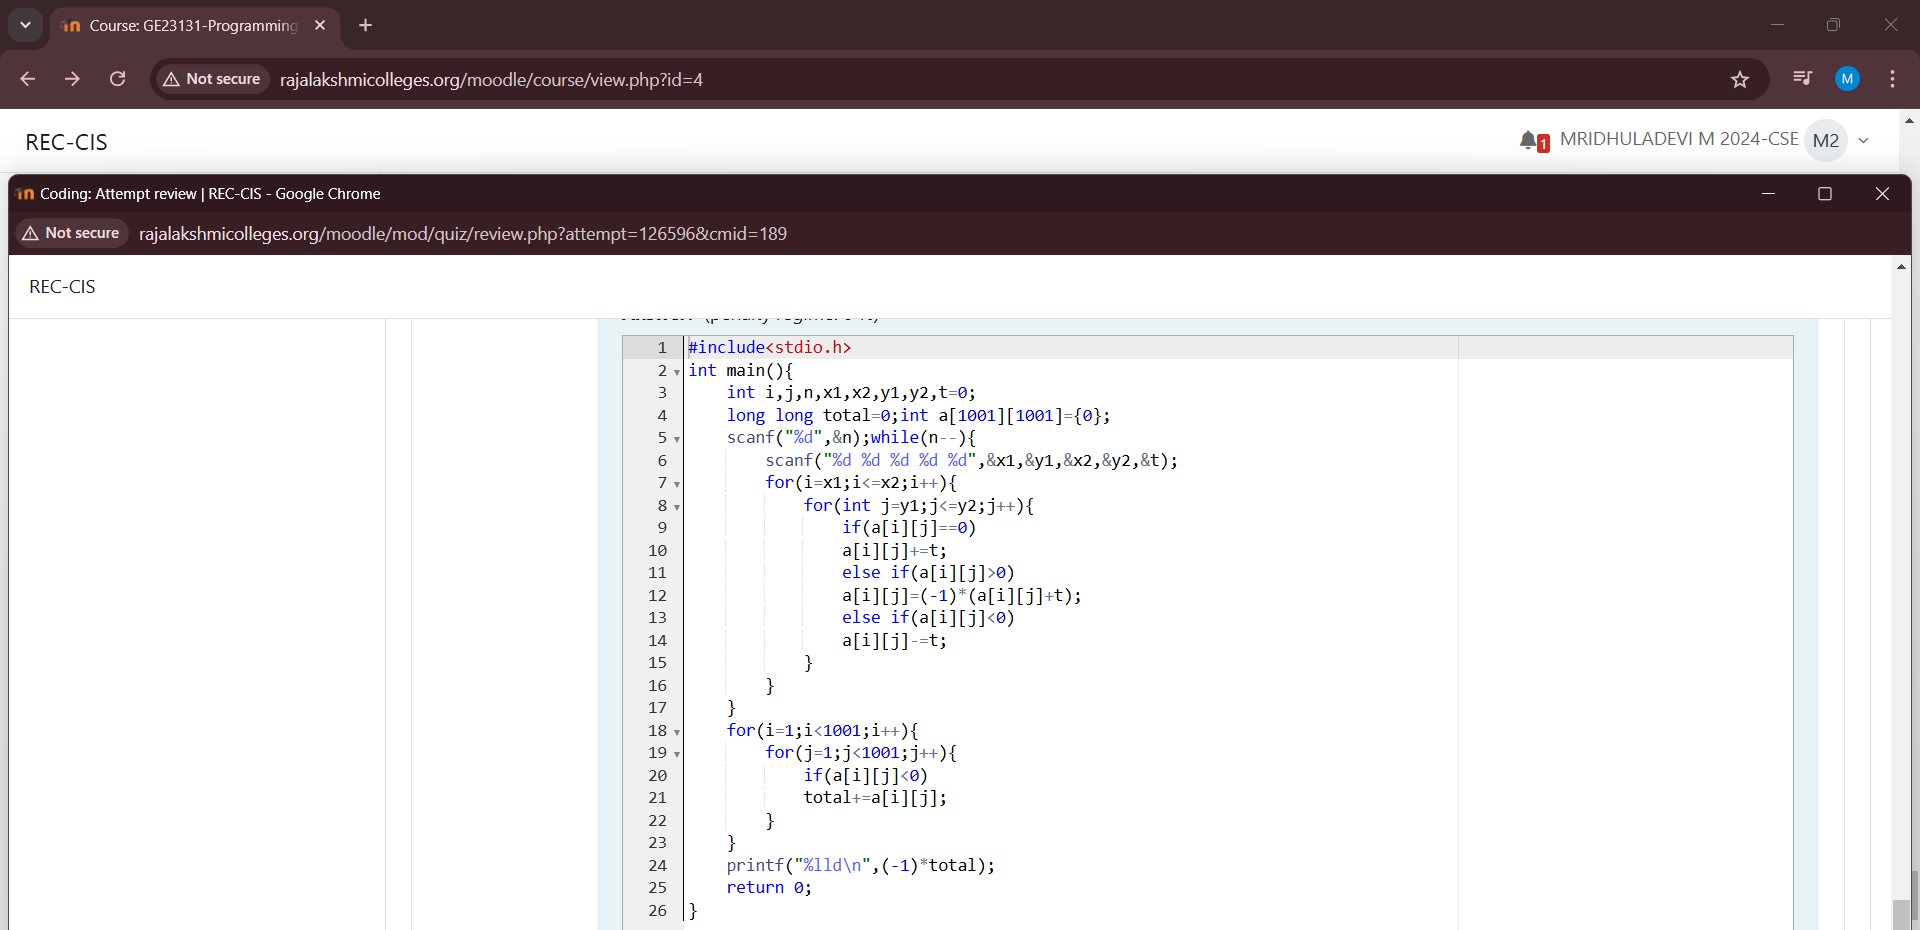 Course: GE23131-Programming
Not secure
rajalakshmicolleges.org/moodle/course/view.php?id=4
M
REC-CIS
1
MRIDHULADEVI M 2024-CSE
M2
Coding: Attempt review | REC-CIS - Google Chrome
Not secure
rajalakshmicolleges.org/moodle/mod/quiz/review.php?attempt=126596&cmid=189
REC-CIS
1 #include<stdio.h>
2 int main(){
3 int i,j,n,x1,x2,y1,y2,t=0;
4 long long total=0;int a[1001][1001]={0};
5 scanf("%d",&n);while(n--){
6 scanf("%d %d %d %d %d",&x1,&y1,&x2,&y2,&t);
7 for(i=x1;i<=x2;i++){
8 for(int j=y1;j<=y2;j++){
9 if(a[i][j]==0)
10 a[i][j]+=t;
11 else if(a[i][j]>0)
12 a[i][j]=(-1)*(a[i][j]+t);
13 else if(a[i][j]<0)
14 a[i][j]-=t;
15 }
16 }
17 }
18 for(i=1;i<1001;i++){
19 for(j=1;j<1001;j++){
20 if(a[i][j]<0)
21 total+=a[i][j];
22 }
23 }
24 printf("%lld\n",(-1)*total);
25 return 0;
26 }